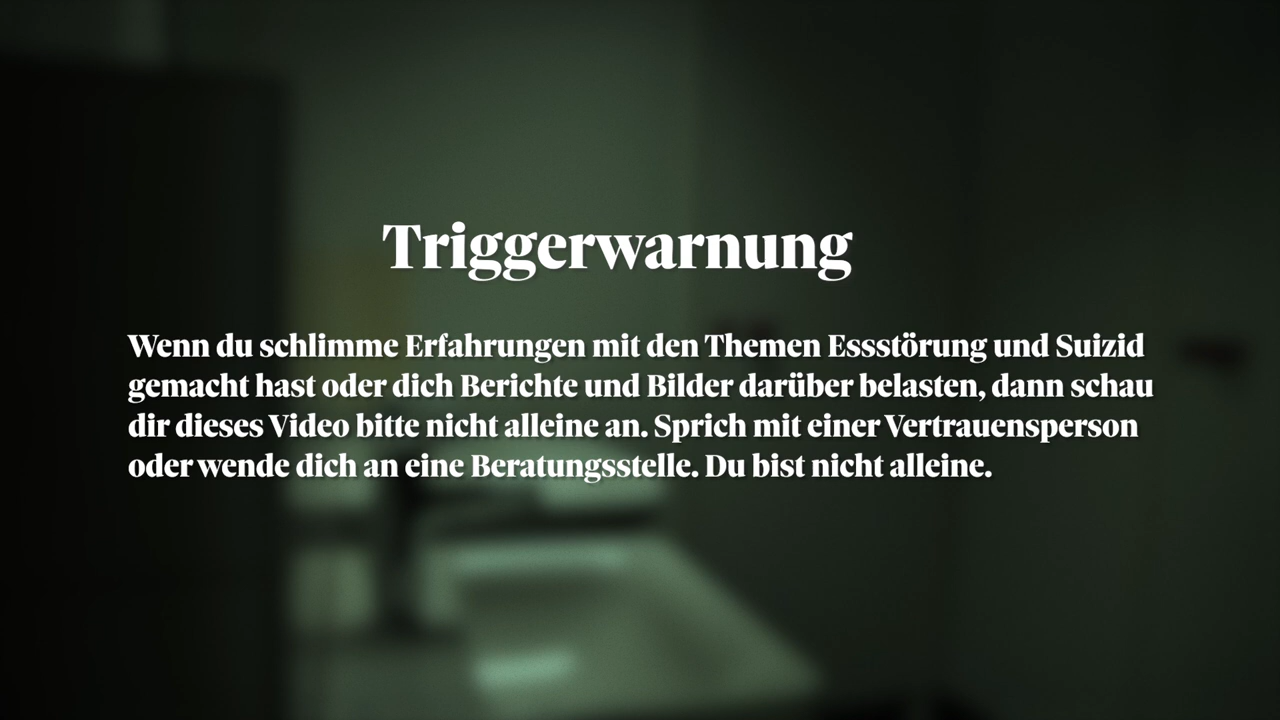 Triggerwarnung
Wenn du schlimme Erfahrungen mit den Themen Essstörung und Suizid
gemacht hast oder dich Berichte und Bilder darüber belasten, dann schau
dir dieses Video bitte nicht alleine an. Sprich mit einer Vertrauensperson
oder wende dich an eine Beratungsstelle. Du bist nicht alleine.